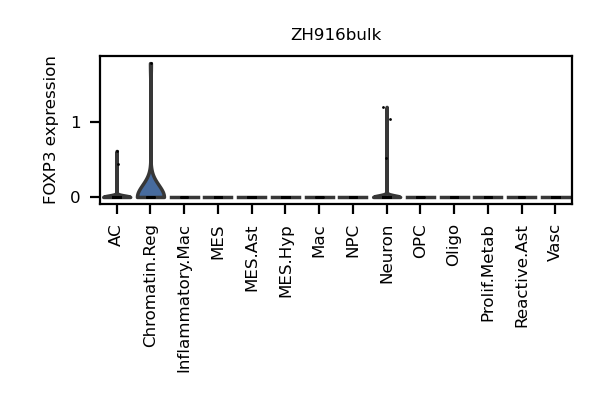 ZH916bulk
FOXP3 expression
1
0
AC
Chromatin.Reg
Inflammatory.Mac
MES
MES.Ast
MES.Hyp
Mac
NPC
Neuron
OPC
Oligo
Prolif.Metab
Reactive.Ast
Vasc